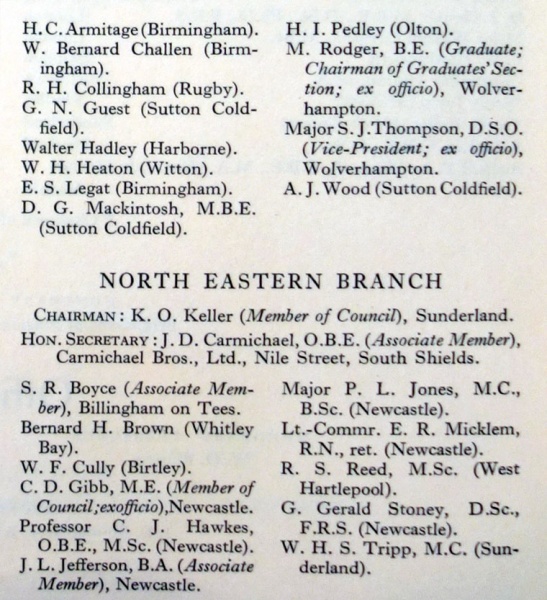 H. C. Armitage (Birmingham).
W. Bernard Challen (Birm-
ingham).
R. H. Collingham (Rugby).
G. N. Guest (Sutton Cold-
field).
Walter Hadley (Harborne).
W. H. Heaton (Witton).
E. S. Legat (Birmingham).
D. G. Mackintosh, M.B.E.
(Sutton Coldfield).
H. I. Pedley (Olton).
M. Rodger, B.E. (Graduate;
Chairman of Graduates' Sec-
tion; ex officio), Wolver-
hampton.
Major S. J. Thompson, D.S.O.
(Vice-President; ex officio),
Wolverhampton.
A. J. Wood (Sutton Coldfield).
NORTH EASTERN BRANCH
CHAIRMAN: K. O. Keller (Member of Council), Sunderland.
HON. SECRETARY: J. D. Carmichael, O.B.E. (Associate Member),
Carmichael Bros., Ltd., Nile Street, South Shields.
S. R. Boyce (Associate Mem-
ber), Billingham on Tees.
Bernard H. Brown (Whitley
Bay).
W. F. Cully (Birtley).
C. D. Gibb, M.E. (Member of
Council; ex officio), Newcastle.
Professor C. J. Hawkes,
O.B.E., M.Sc. (Newcastle).
J. L. Jefferson, B.A. (Associate
Member), Newcastle.
Major P. L. Jones, M.C.,
B.Sc. (Newcastle).
Lt.-Commr. E. R. Micklem,
R.N., ret. (Newcastle).
R. S. Reed, M.Sc. (West
Hartlepool).
G. Gerald Stoney, D.Sc.,
F.R.S. (Newcastle).
W. H. S. Tripp, M.C. (Sun-
derland).